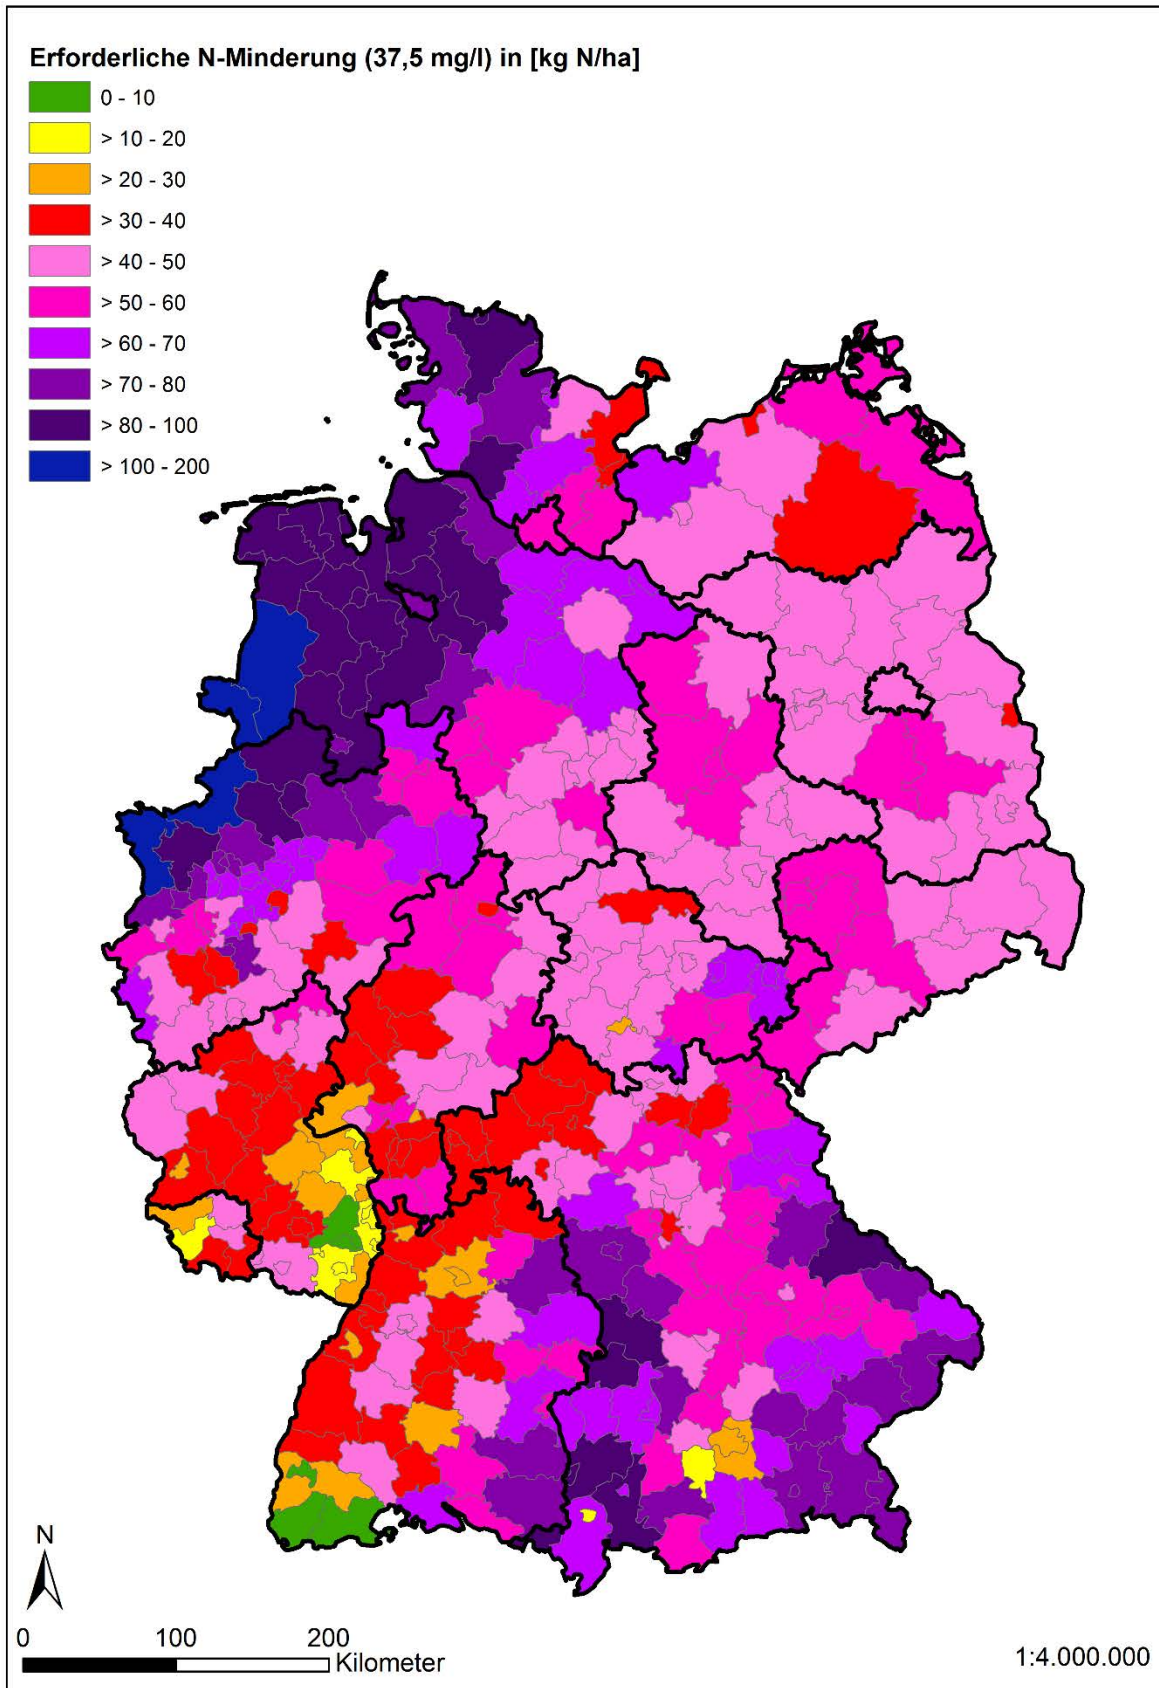 Erforderliche N-Minderung (37,5 mg/l) in [kg N/ha]
0 - 10
> 10 - 20
> 20 - 30
> 30 - 40
> 40 - 50
> 50 - 60
> 60 - 70
> 70 - 80
> 80 - 100
> 100 - 200
N
0 100 200
Kilometer
1:4.000.000